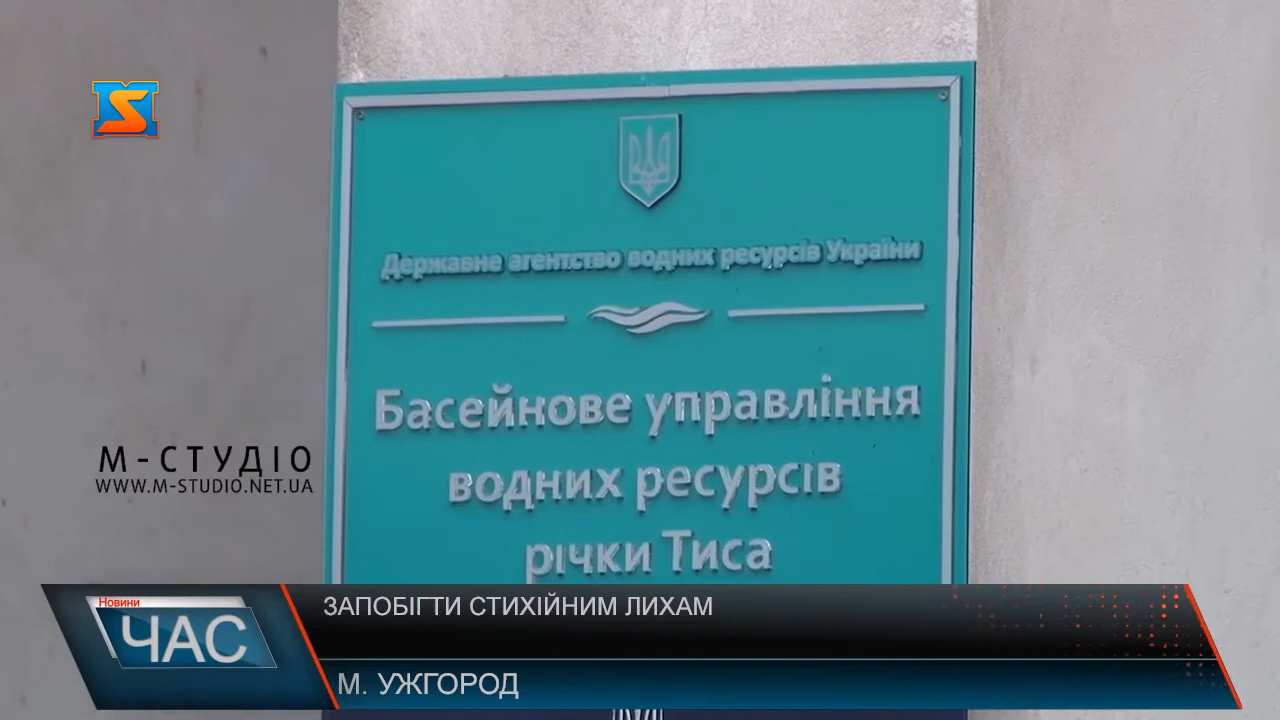 Державне агентство водних ресурсів України
Басейнове управління
водних ресурсів
річки Тиса
М-СТУДІО
WWW.M-STUDIO.NET.UA
Новини
ЧАС
ЗАПОБІГТИ СТИХІЙНИМ ЛИХАМ
М. УЖГОРОД